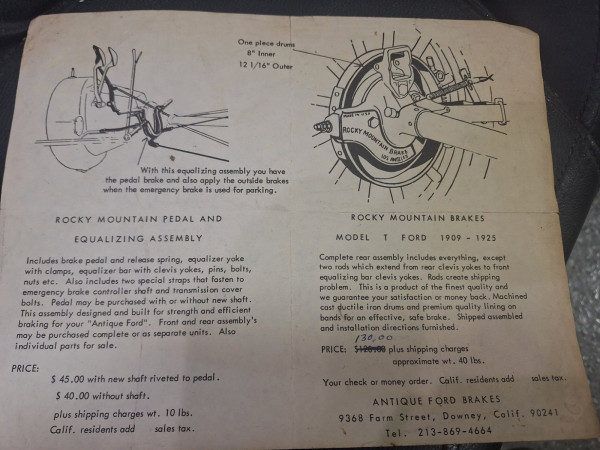 One piece drums
8" Inner
12 1/16" Outer
MADE IN U.S.A.
ROCKY MOUNTAIN BRAKE
LOS ANGELES
With this equalizing assembly you have
the pedal brake and also apply the outside brakes
when the emergency brake is used for parking.
ROCKY MOUNTAIN PEDAL AND
EQUALIZING ASSEMBLY
Includes brake pedal and release spring, equalizer yoke
with clamps, equalizer bar with clevis yokes, pins, bolts,
nuts etc. Also includes two special straps that fasten to
emergency brake controller shaft and transmission cover
bolts. Pedal may be purchased with or without new shaft.
This assembly designed and built for strength and efficient
braking for your "Antique Ford". Front and rear assembly's
may be purchased complete or as separate units. Also
individual parts for sale.
PRICE:
$ 45.00 with new shaft riveted to pedal.
$ 40.00 without shaft.
plus shipping charges wt. 10 lbs.
Calif. residents add sales tax.
ROCKY MOUNTAIN BRAKES
MODEL T FORD 1909 - 1925
Complete rear assembly includes everything, except
two rods which extend from rear clevis yokes to front
equalizing bar clevis yokes. Rods create shipping
problem. This is a product of the finest quality and
we guarantee your satisfaction or money back. Machined
cast ductile iron drums and premium quality lining on
bands for an effective, safe brake. Shipped assembled
and installation directions furnished.
130.00
PRICE: $120.00 plus shipping charges
approximate wt. 40 lbs.
Your check or money order. Calif. residents add sales tax.
ANTIQUE FORD BRAKES
9368 Farm Street, Downey, Calif. 90241
Tel. 213-869-4664